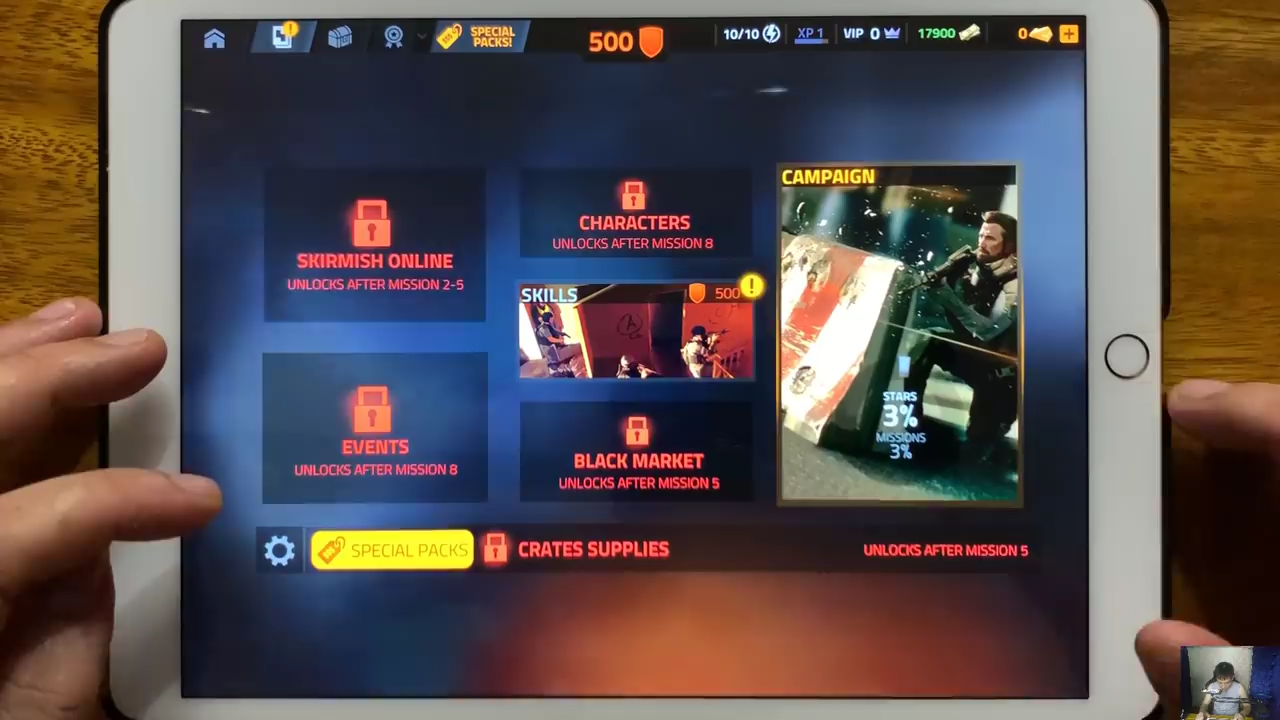 SPECIAL
PACKS!
500
10/10
XP 1
VIP 0
17900
0
SKIRMISH ONLINE
UNLOCKS AFTER MISSION 2-5
CHARACTERS
UNLOCKS AFTER MISSION 8
CAMPAIGN
SKILLS
500
!
STARS
3%
MISSIONS
3%
EVENTS
UNLOCKS AFTER MISSION 8
BLACK MARKET
UNLOCKS AFTER MISSION 5
SPECIAL PACKS
CRATES SUPPLIES
UNLOCKS AFTER MISSION 5